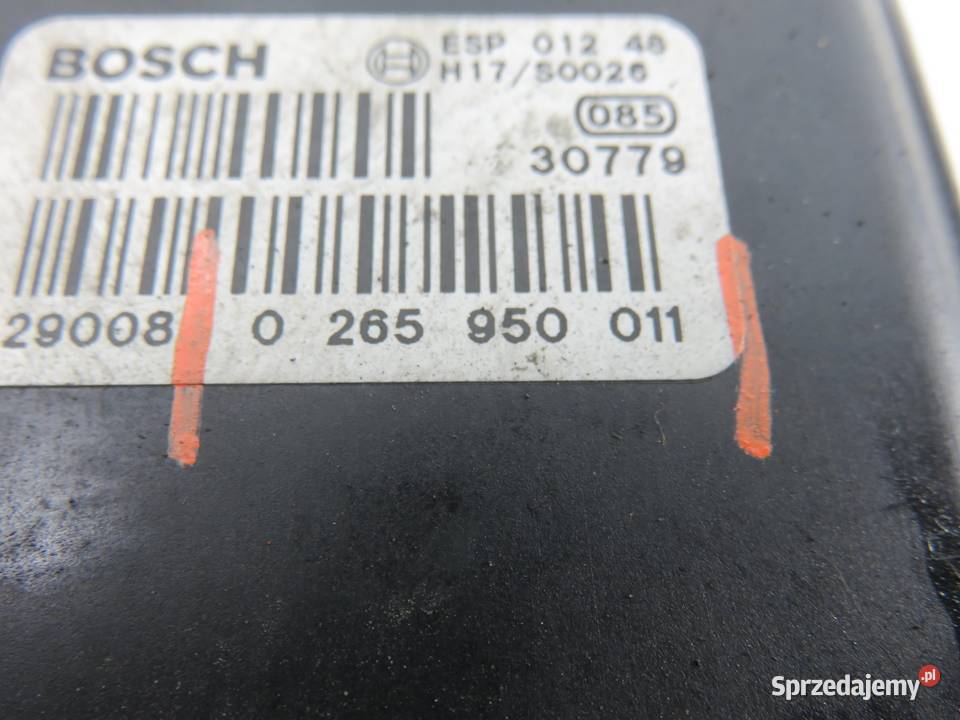 BOSCH ESP 012 48
H17/S0026
085
30779
29008 0 265 950 011
Sprzedajemy.pl